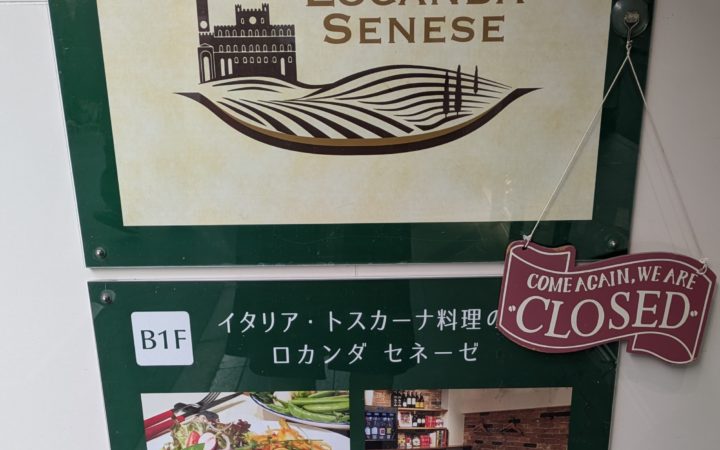 LOCANDA
SENESE
COME AGAIN, WE ARE
CLOSED
B1F
イタリア・トスカーナ料理の
ロカンダ セネーゼ